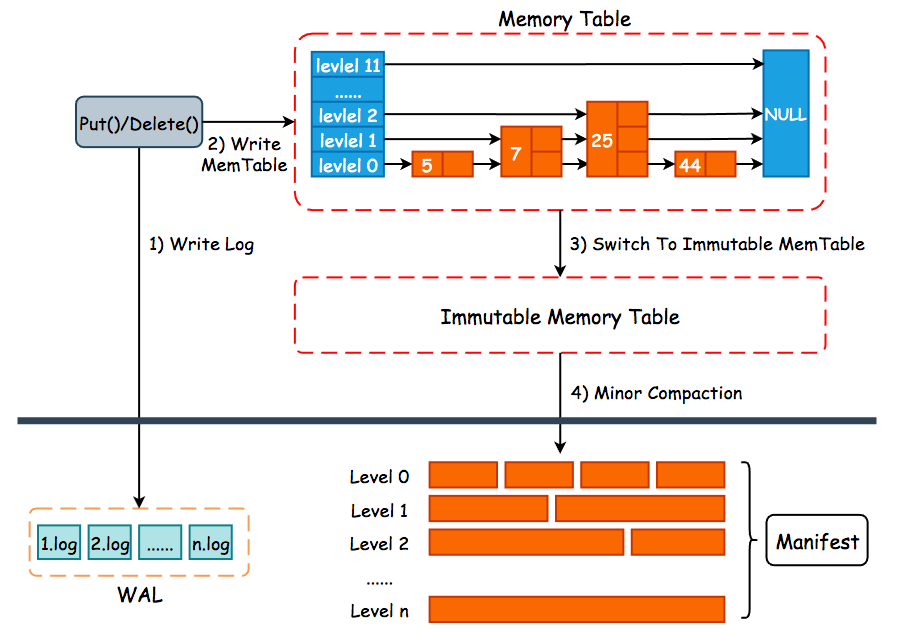 Memory Table
levlel 11
......
levlel 2
levlel 1
levlel 0
5
7
25
44
NULL
Put()/Delete()
2) Write
MemTable
1) Write Log
3) Switch To Immutable MemTable
Immutable Memory Table
4) Minor Compaction
Level 0
Level 1
Level 2
......
Level n
Manifest
1.log
2.log
......
n.log
WAL